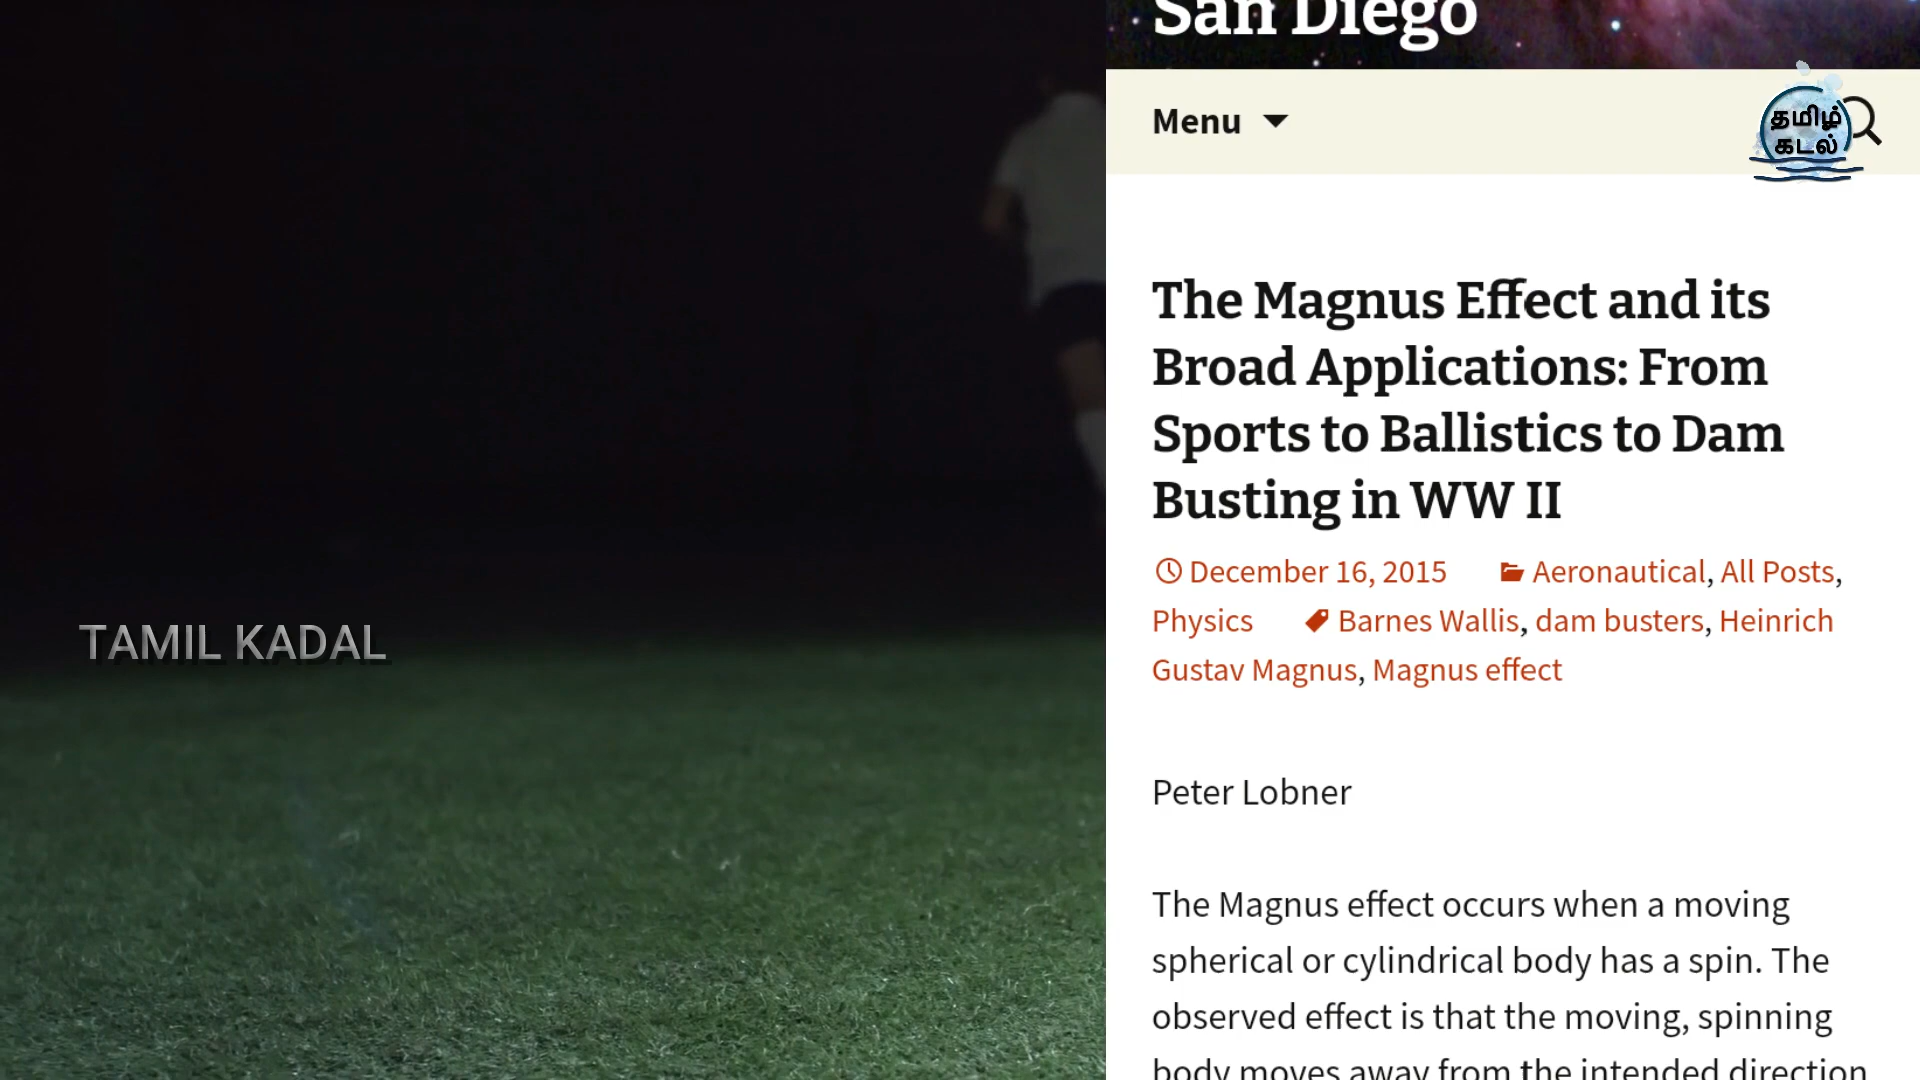 San Diego
Menu
தமிழ்
கடல்
The Magnus Effect and its
Broad Applications: From
Sports to Ballistics to Dam
Busting in WW II
December 16, 2015 Aeronautical, All Posts,
Physics Barnes Wallis, dam busters, Heinrich
Gustav Magnus, Magnus effect
TAMIL KADAL
Peter Lobner
The Magnus effect occurs when a moving
spherical or cylindrical body has a spin. The
observed effect is that the moving, spinning
body moves away from the intended direction